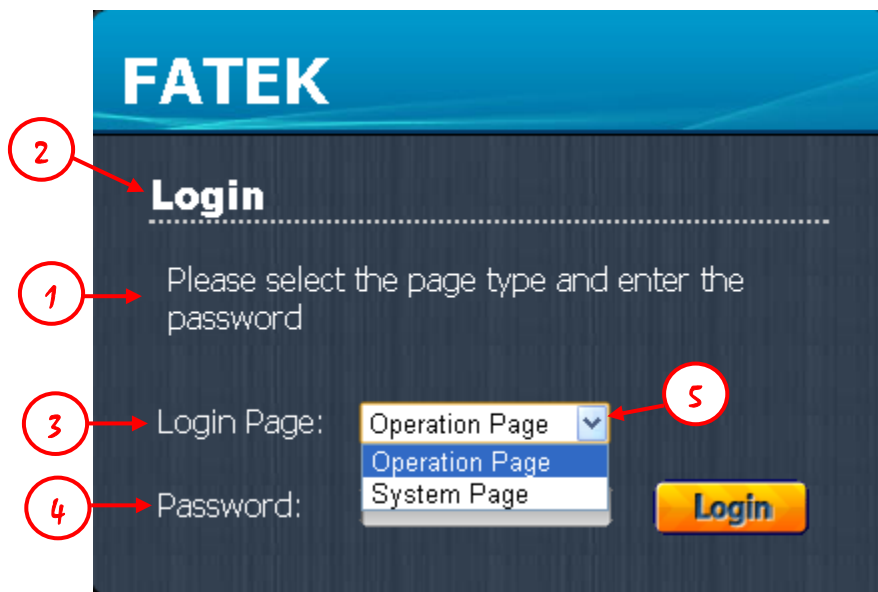 FATEK
2
Login
1
Please select the page type and enter the
password
3
Login Page:
Operation Page
5
Operation Page
System Page
4
Password:
Login